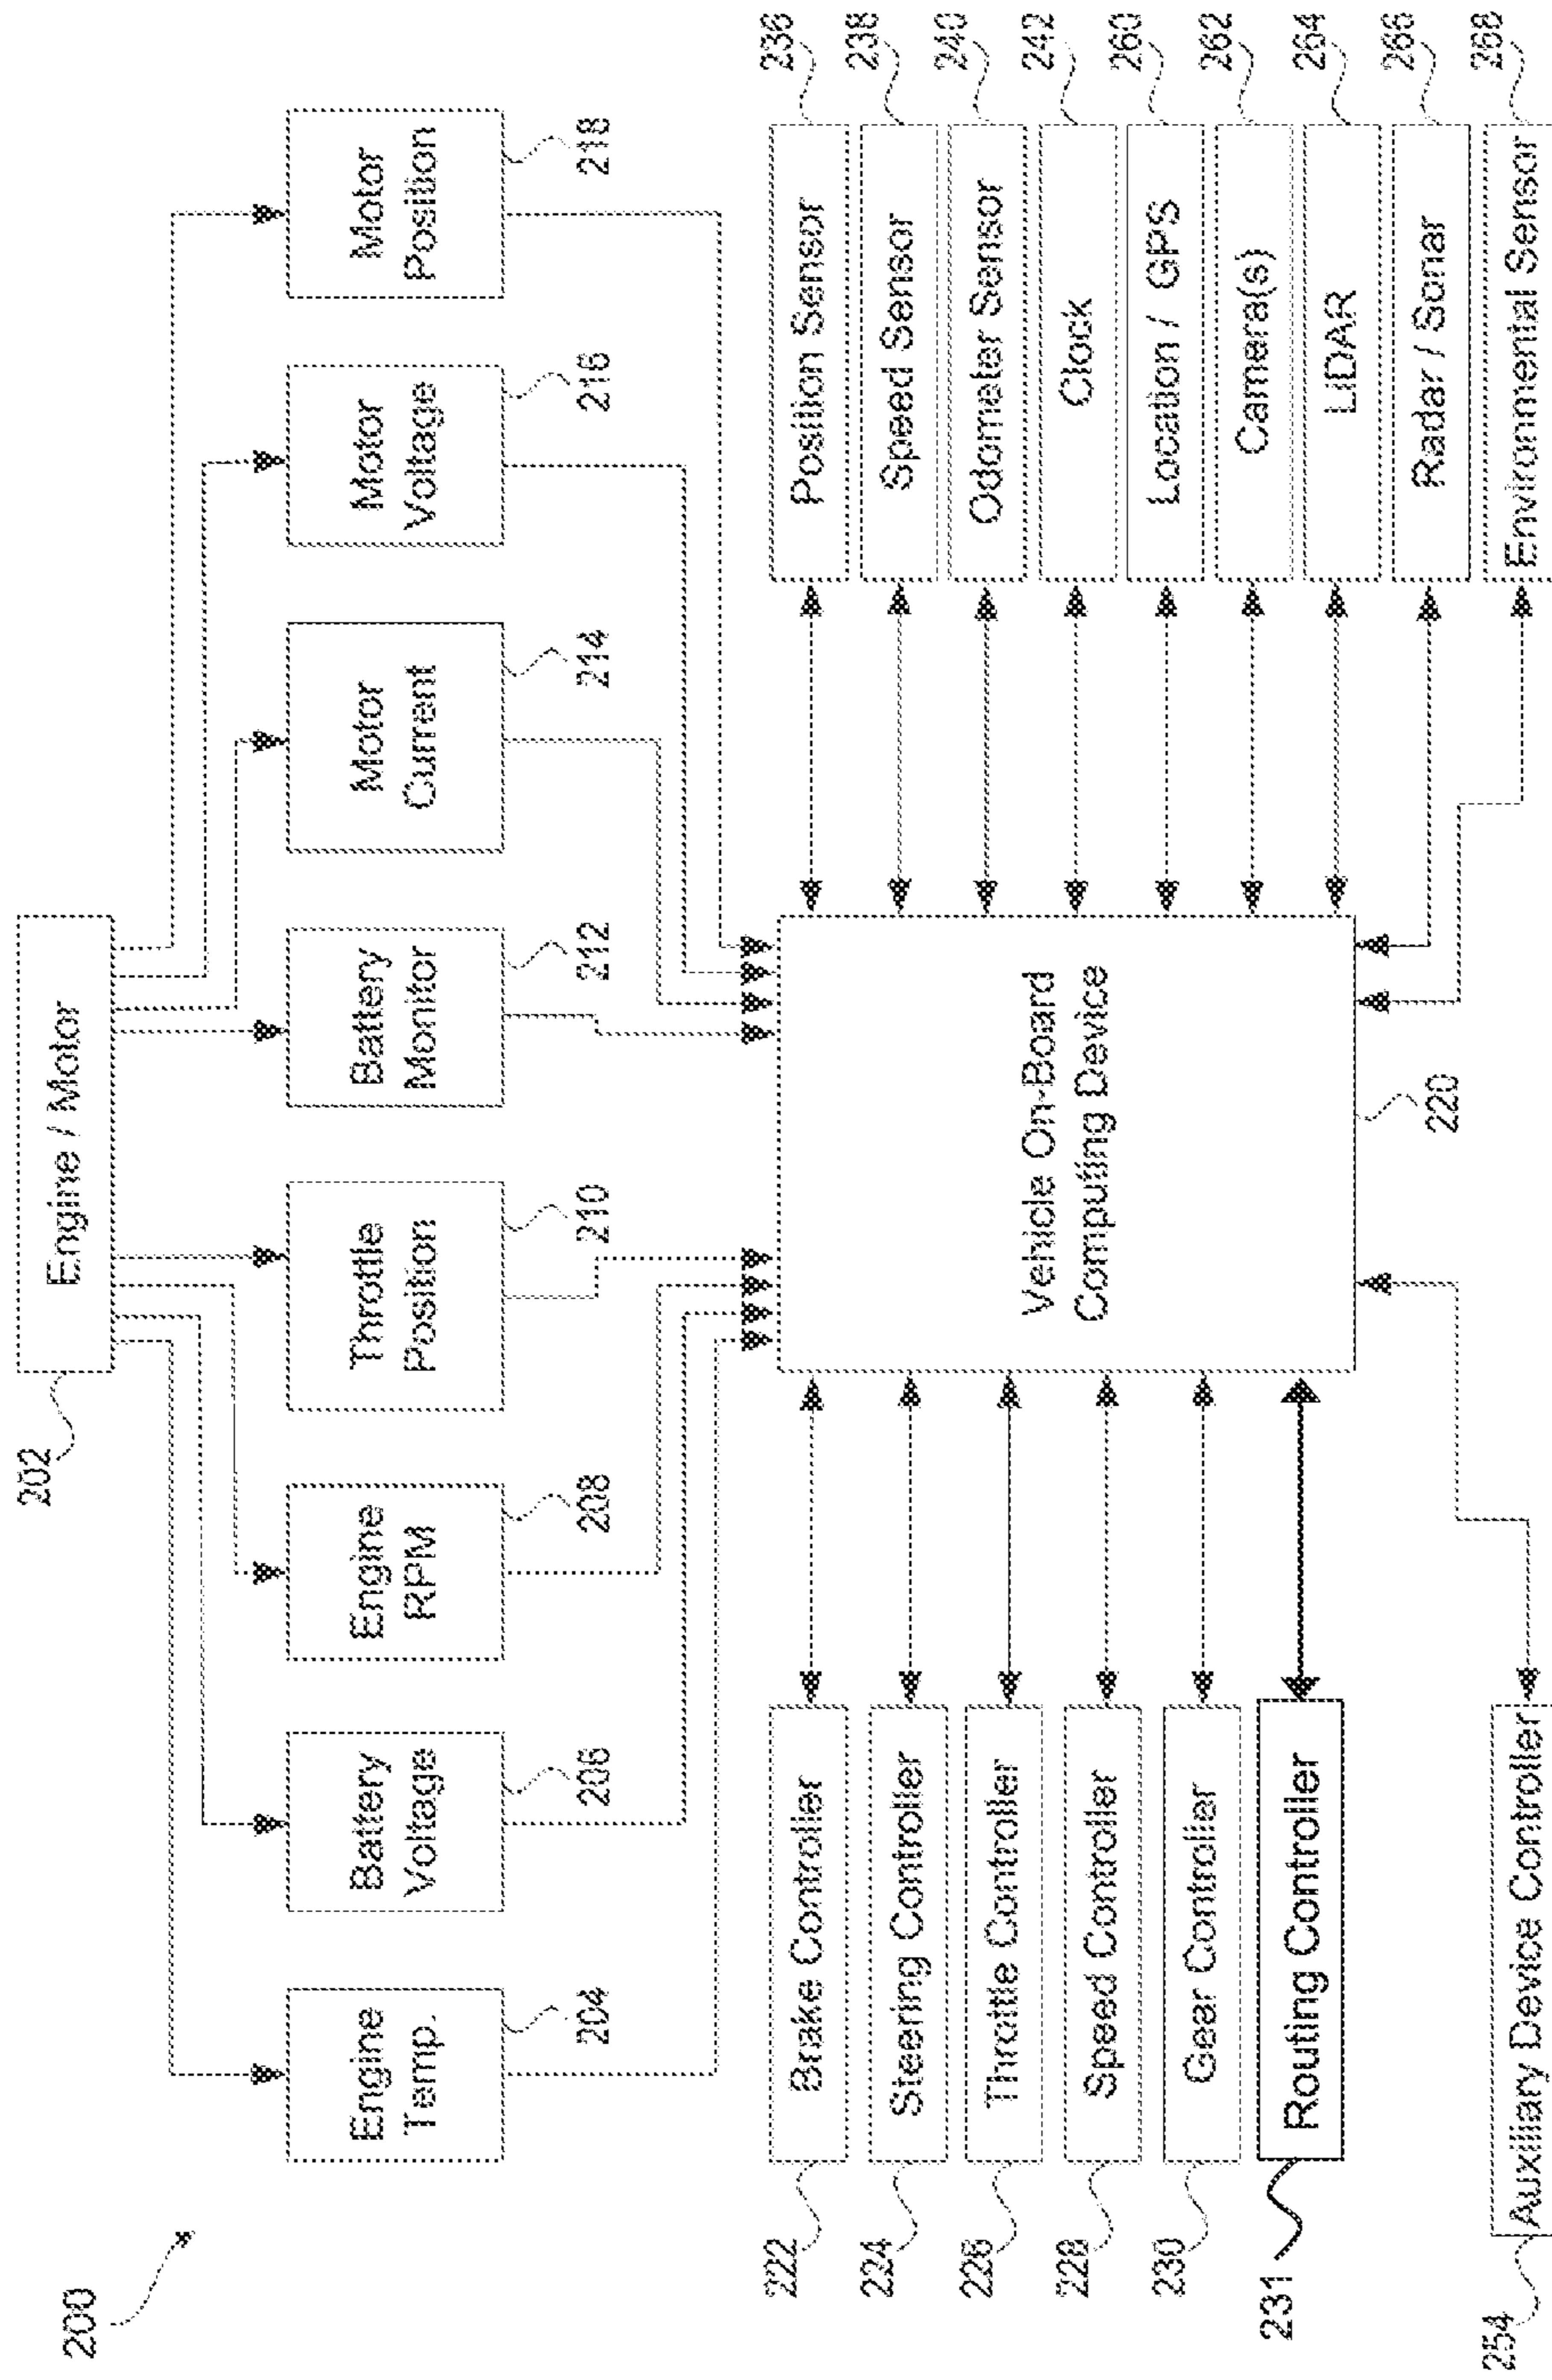 200
202
Engine / Motor
Engine
Temp.
204
Battery
Voltage
206
Engine
RPM
208
Throttle
Position
210
Battery
Monitor
212
Motor
Current
214
Motor
Voltage
216
Motor
Position
218
Vehicle On-Board
Computing Device
220
222
Brake Controller
224
Steering Controller
226
Throttle Controller
228
Speed Controller
230
Gear Controller
231
Routing Controller
254
Auxiliary Device Controller
Position Sensor
236
Speed Sensor
238
Odometer Sensor
240
Clock
242
Location / GPS
260
Camera(s)
262
LiDAR
264
Radar / Sonar
266
Environmental Sensor
268